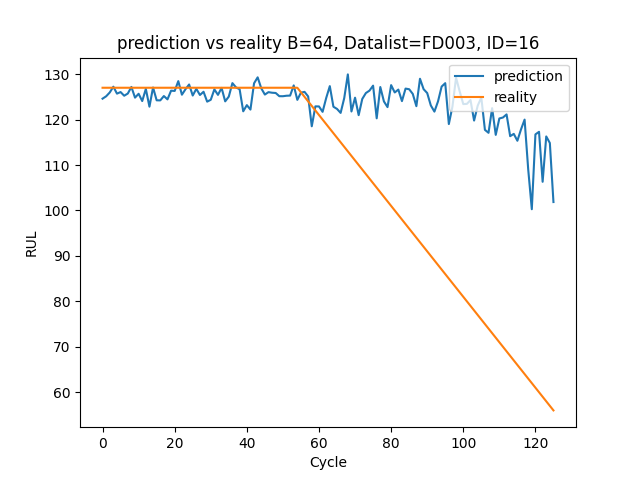 prediction vs reality B=64, Datalist=FD003, ID=16
prediction
reality
130
120
110
100
90
80
70
60
RUL
0 20 40 60 80 100 120
Cycle